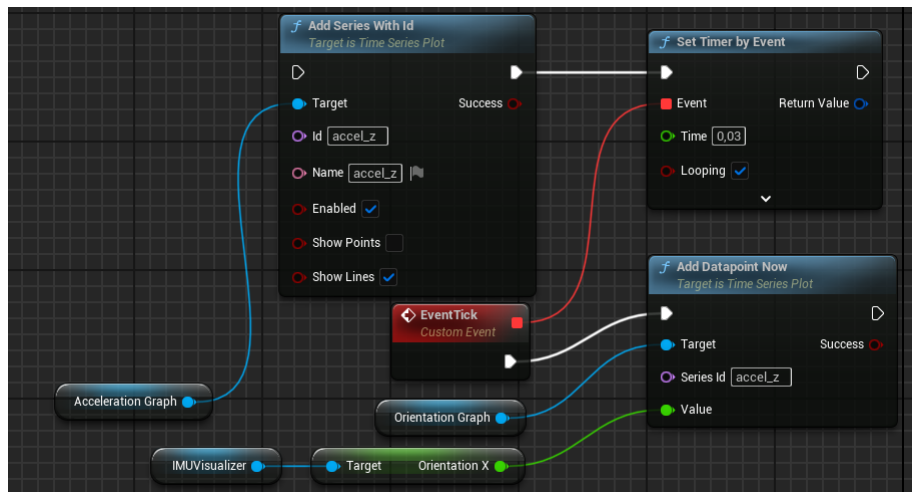 Add Series With Id
Target is Time Series Plot
Target
Success
Id accel_z
Name accel_z
Enabled
Show Points
Show Lines
Set Timer by Event
Event
Return Value
Time 0,03
Looping
EventTick
Custom Event
Add Datapoint Now
Target is Time Series Plot
Target
Success
Series Id accel_z
Value
Acceleration Graph
Orientation Graph
IMUVisualizer
Target
Orientation X